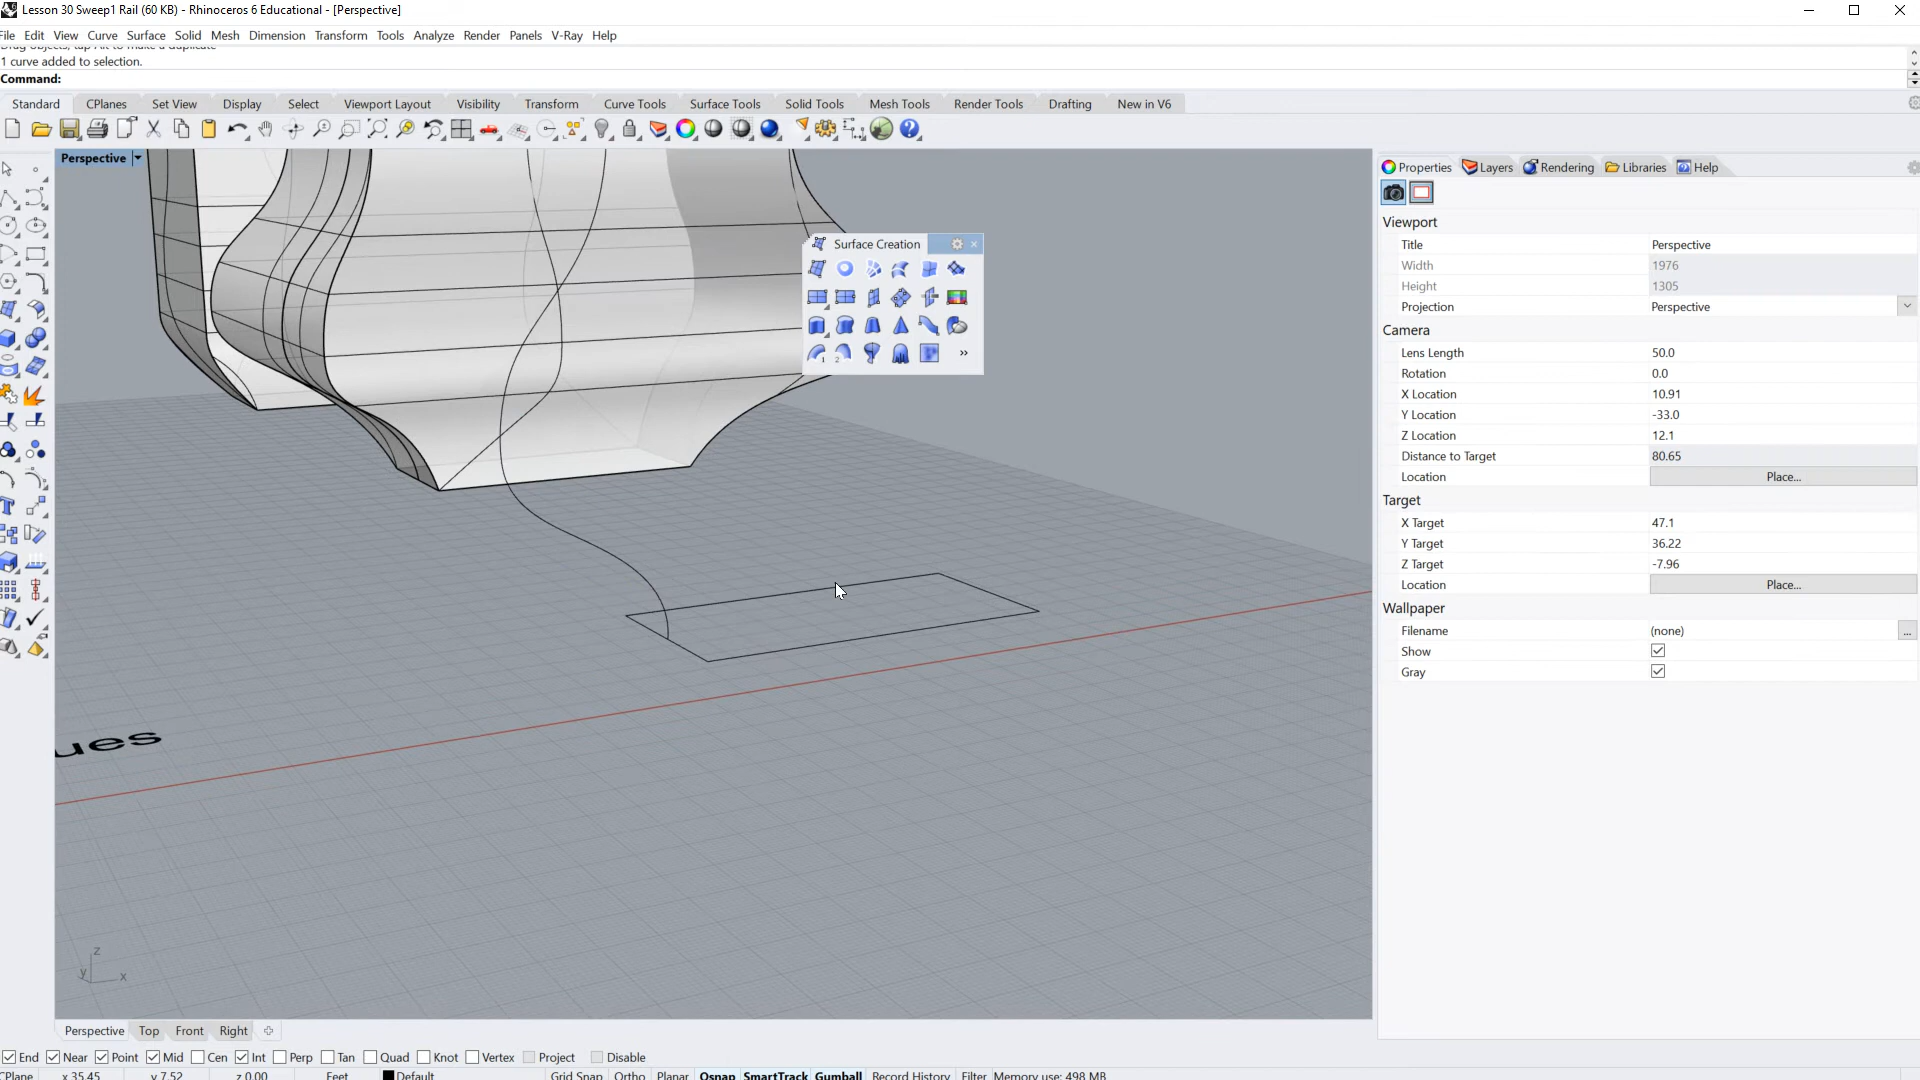 Lesson 30 Sweep1 Rail (60 KB) - Rhinoceros 6 Educational - [Perspective]
File Edit View Curve Surface Solid Mesh Dimension Transform Tools Analyze Render Panels V-Ray Help
Drag objects, tap Alt to make a duplicate
1 curve added to selection.
Command:
Standard CPlanes Set View Display Select Viewport Layout Visibility Transform Curve Tools Surface Tools Solid Tools Mesh Tools Render Tools Drafting New in V6
Perspective
Properties Layers Rendering Libraries Help
Surface Creation
Viewport
Title Perspective
Width 1976
Height 1305
Projection Perspective
Camera
Lens Length 50.0
Rotation 0.0
X Location 10.91
Y Location -33.0
Z Location 12.1
Distance to Target 80.65
Location Place...
Target
X Target 47.1
Y Target 36.22
Z Target -7.96
Location Place...
Wallpaper
Filename (none) ...
Show
Gray
ues
z
y x
Perspective Top Front Right
End Near Point Mid Cen Int Perp Tan Quad Knot Vertex Project Disable
CPlane x 35.45 y 7.52 z 0.00 Feet Default Grid Snap Ortho Planar Osnap SmartTrack Gumball Record History Filter Memory use: 498 MB